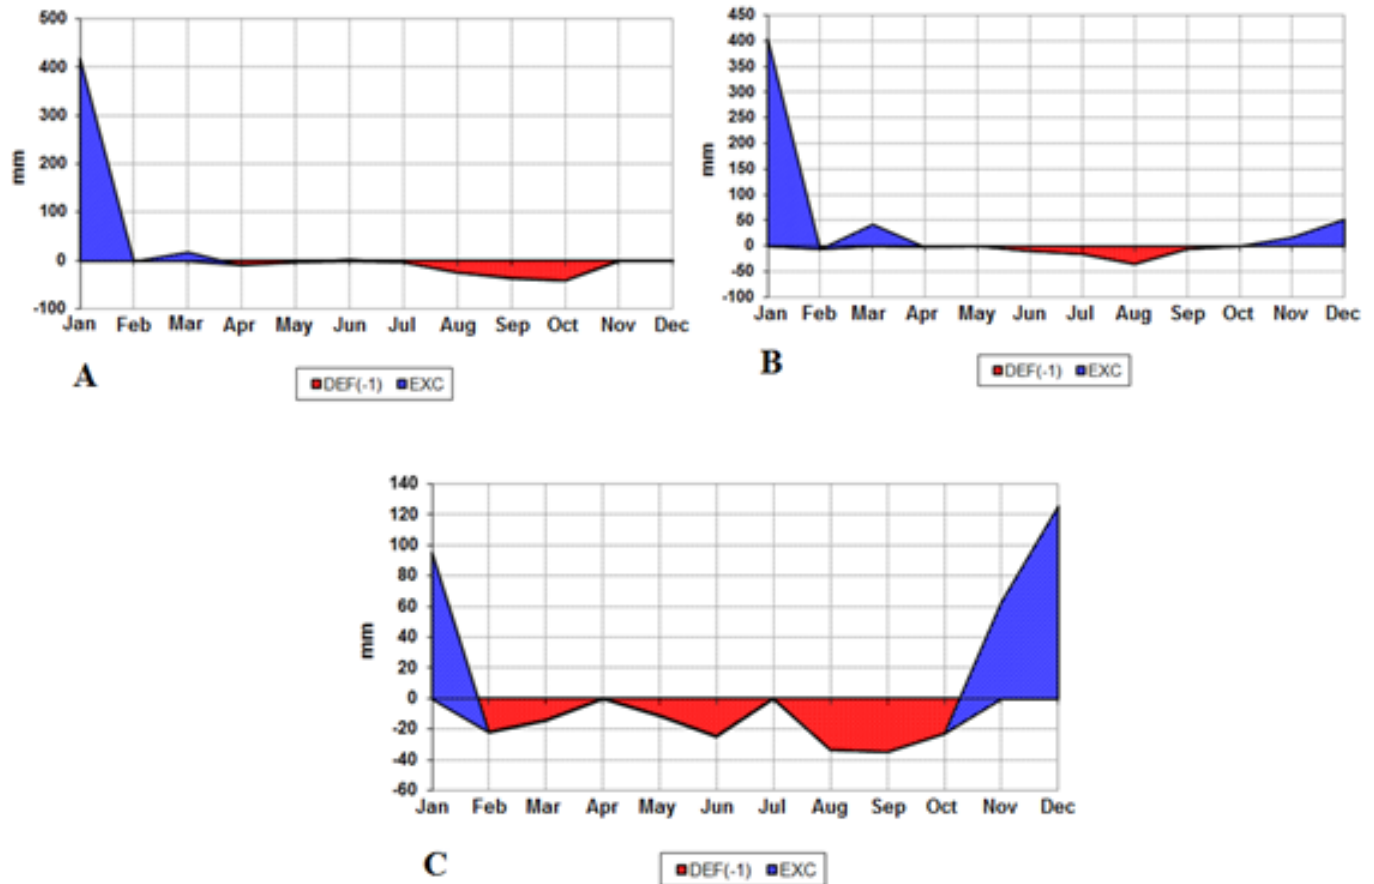 500
400
300
200
100
0
-100
mm
Jan Feb Mar Apr May Jun Jul Aug Sep Oct Nov Dec
A
DEF(-1) EXC
450
400
350
300
250
200
150
100
50
0
-50
-100
mm
Jan Feb Mar Apr May Jun Jul Aug Sep Oct Nov Dec
B
DEF(-1) EXC
140
120
100
80
60
40
20
0
-20
-40
-60
mm
Jan Feb Mar Apr May Jun Jul Aug Sep Oct Nov Dec
C
DEF(-1) EXC